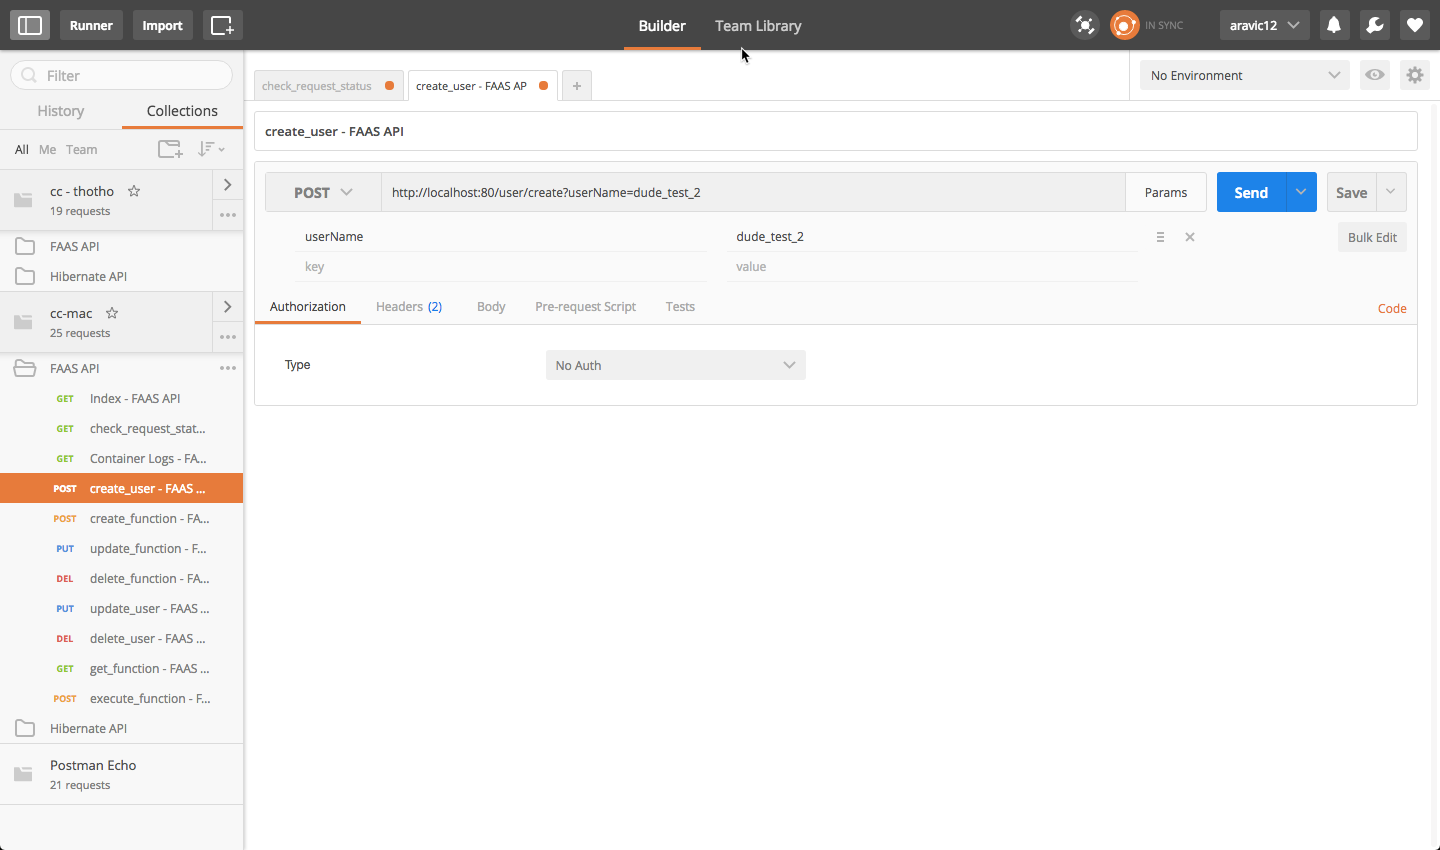 Runner Import Builder Team Library IN SYNC aravic12
Filter
History Collections
All Me Team
cc - thotho
19 requests
FAAS API
Hibernate API
cc-mac
25 requests
FAAS API
GET Index - FAAS API
GET check_request_stat...
GET Container Logs - FA...
POST create_user - FAAS ...
POST create_function - FA...
PUT update_function - F...
DEL delete_function - FA...
PUT update_user - FAAS ...
DEL delete_user - FAAS ...
GET get_function - FAAS ...
POST execute_function - F...
Hibernate API
Postman Echo
21 requests
check_request_status create_user - FAAS AP + No Environment
create_user - FAAS API
POST http://localhost:80/user/create?userName=dude_test_2 Params Send Save
userName dude_test_2 Bulk Edit
key value
Authorization Headers (2) Body Pre-request Script Tests Code
Type No Auth